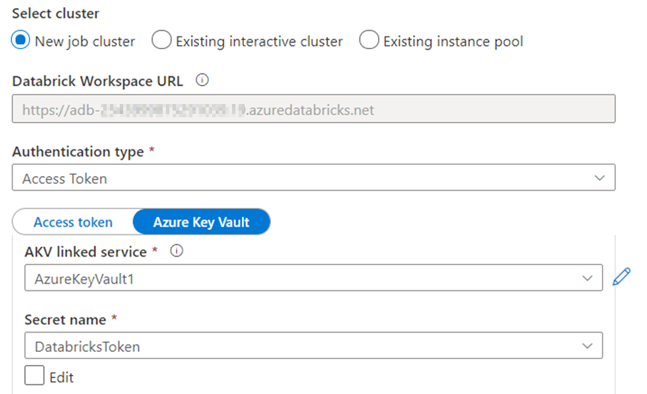 Select cluster
New job cluster Existing interactive cluster Existing instance pool
Databrick Workspace URL
https://adb- .azuredatabricks.net
Authentication type *
Access Token
Access token Azure Key Vault
AKV linked service *
AzureKeyVault1
Secret name *
DatabricksToken
Edit